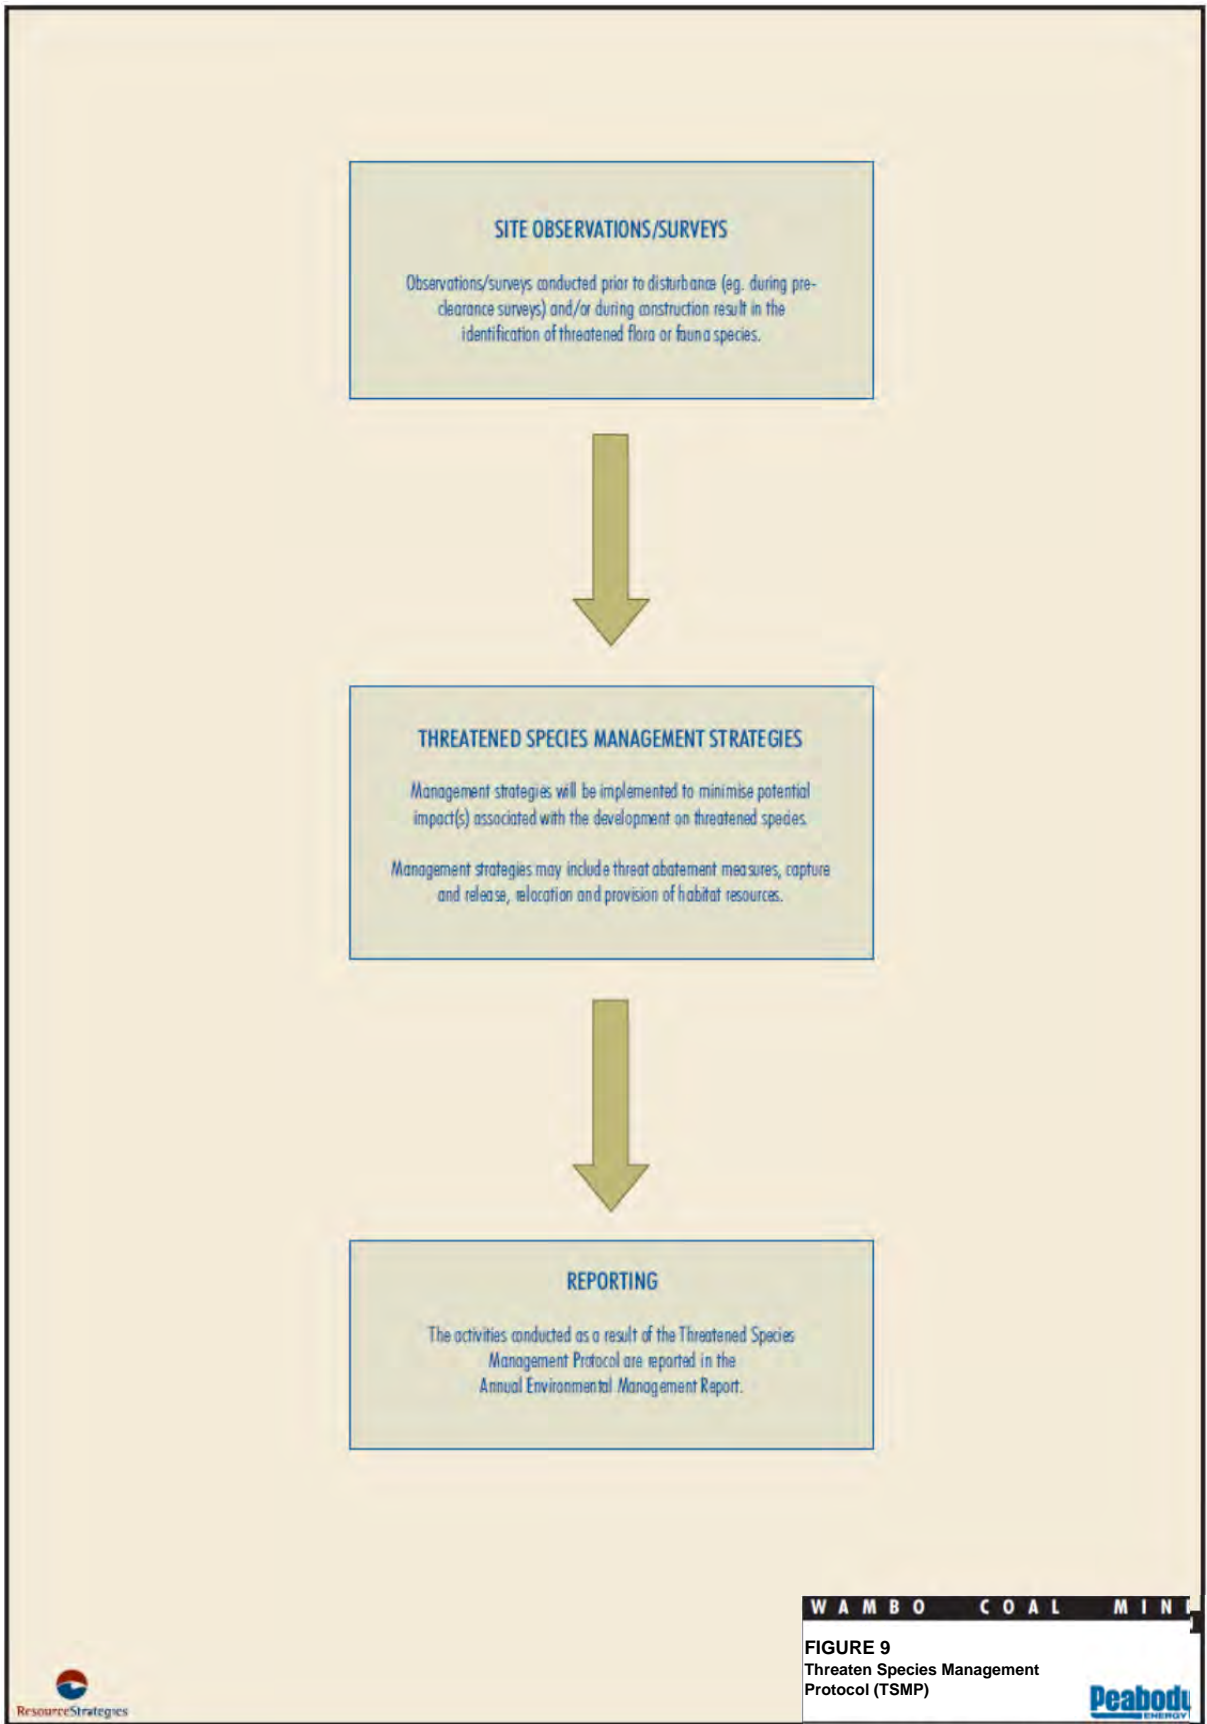 SITE OBSERVATIONS/SURVEYS
Observations/surveys conducted prior to disturbance (eg. during pre-
clearance surveys) and/or during construction result in the
identification of threatened flora or fauna species.
THREATENED SPECIES MANAGEMENT STRATEGIES
Management strategies will be implemented to minimise potential
impact(s) associated with the development on threatened species.
Management strategies may include threat abatement measures, capture
and release, relocation and provision of habitat resources.
REPORTING
The activities conducted as a result of the Threatened Species
Management Protocol are reported in the
Annual Environmental Management Report.
WAMBO COAL MIN
FIGURE 9
Threaten Species Management
Protocol (TSMP)
Peabody
ENERGY
ResourceStrategies